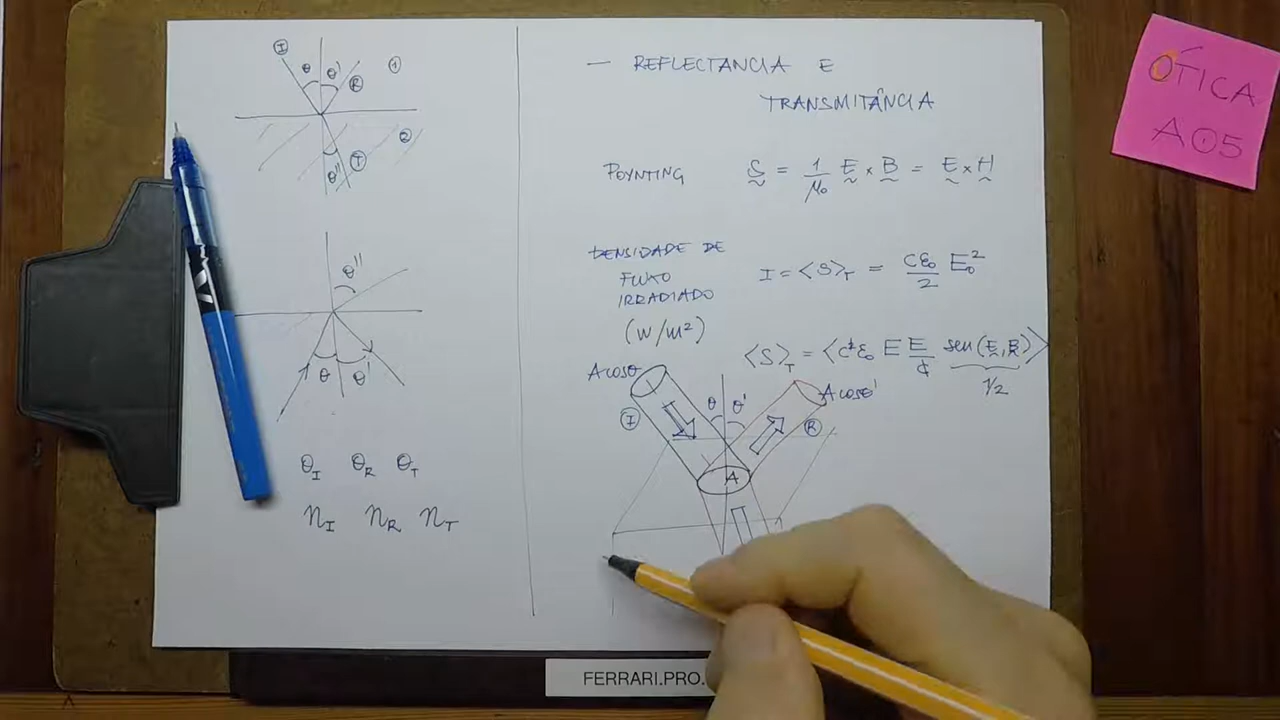 I
θ θ' R 1
2
θ'' T
θ''
θ θ'
θI θR θT
nI nR nT
— REFLECTANCIA E
TRANSMITÂNCIA
POYNTING S = 1/μ0 E × B = E × H
DENSIDADE DE
FLUXO
IRRADIADO
(W/m²)
I = <S>T = cε0/2 E0²
<S>T = <c²ε0 E E/c sen(E,B)>
1/2
A cosθ
I θ θ' A cosθ'
R
A
ÓTICA
A05
FERRARI.PRO.